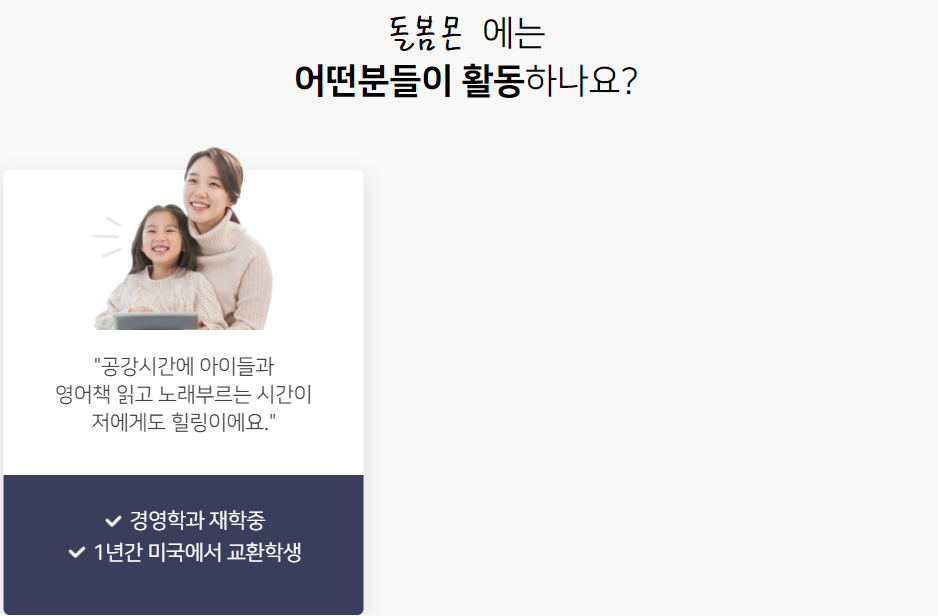 돌봄몬 에는
어떤분들이 활동하나요?
"공강시간에 아이들과
영어책 읽고 노래부르는 시간이
저에게도 힐링이에요."
경영학과 재학중
1년간 미국에서 교환학생